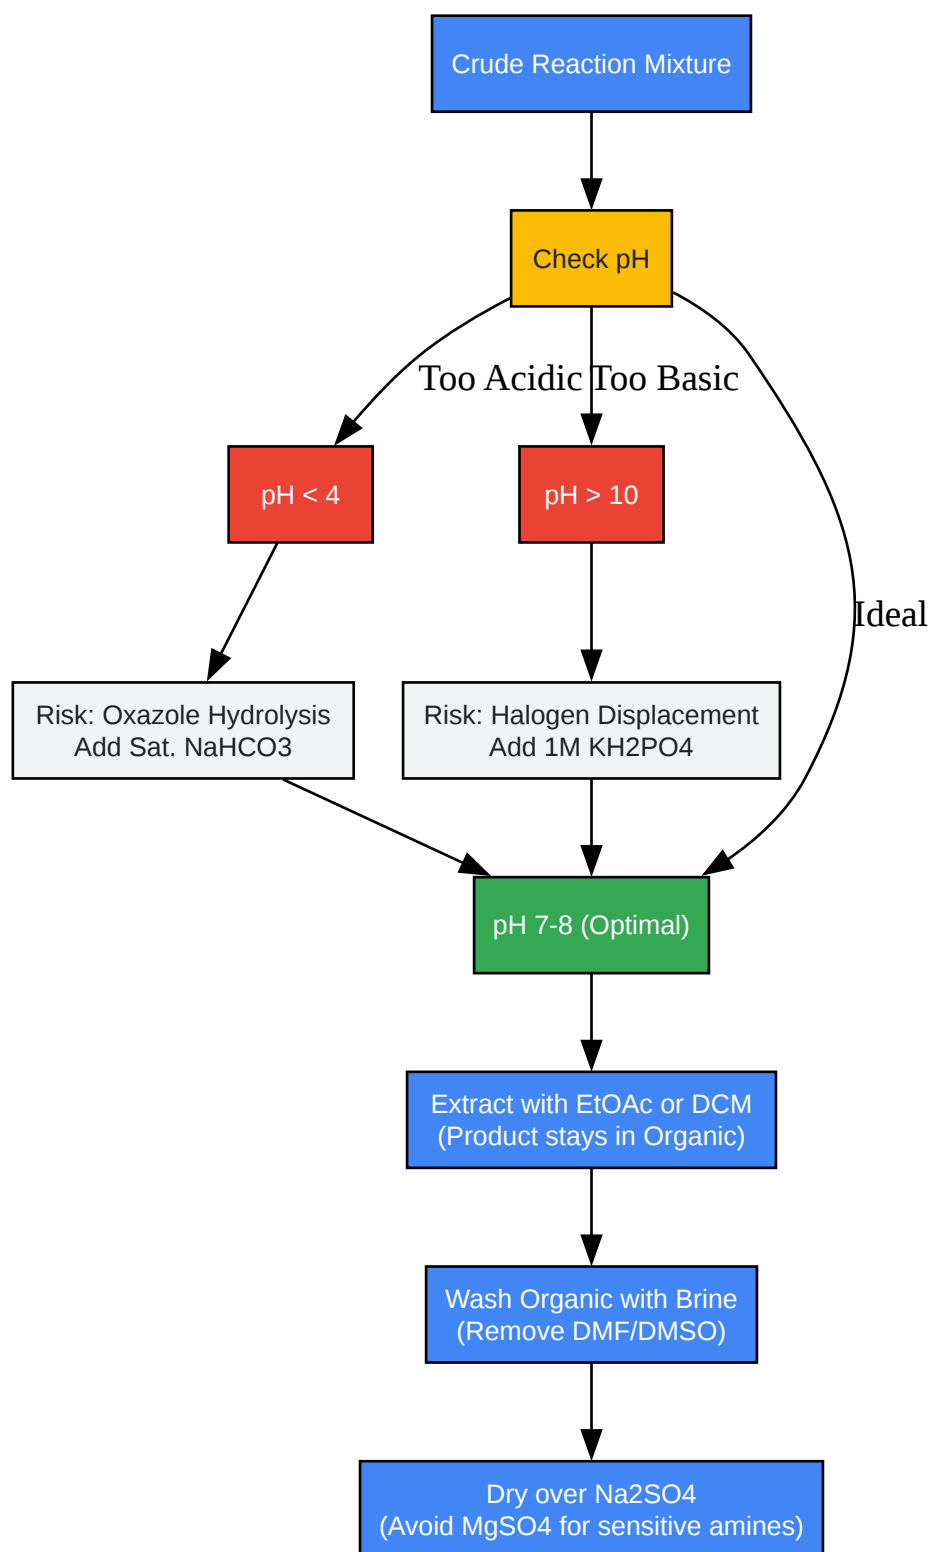 Crude Reaction Mixture
Check pH
Too Acidic
Too Basic
pH < 4
pH > 10
Ideal
Risk: Oxazole Hydrolysis
Add Sat. NaHCO3
Risk: Halogen Displacement
Add 1M KH2PO4
pH 7-8 (Optimal)
Extract with EtOAc or DCM
(Product stays in Organic)
Wash Organic with Brine
(Remove DMF/DMSO)
Dry over Na2SO4
(Avoid MgSO4 for sensitive amines)